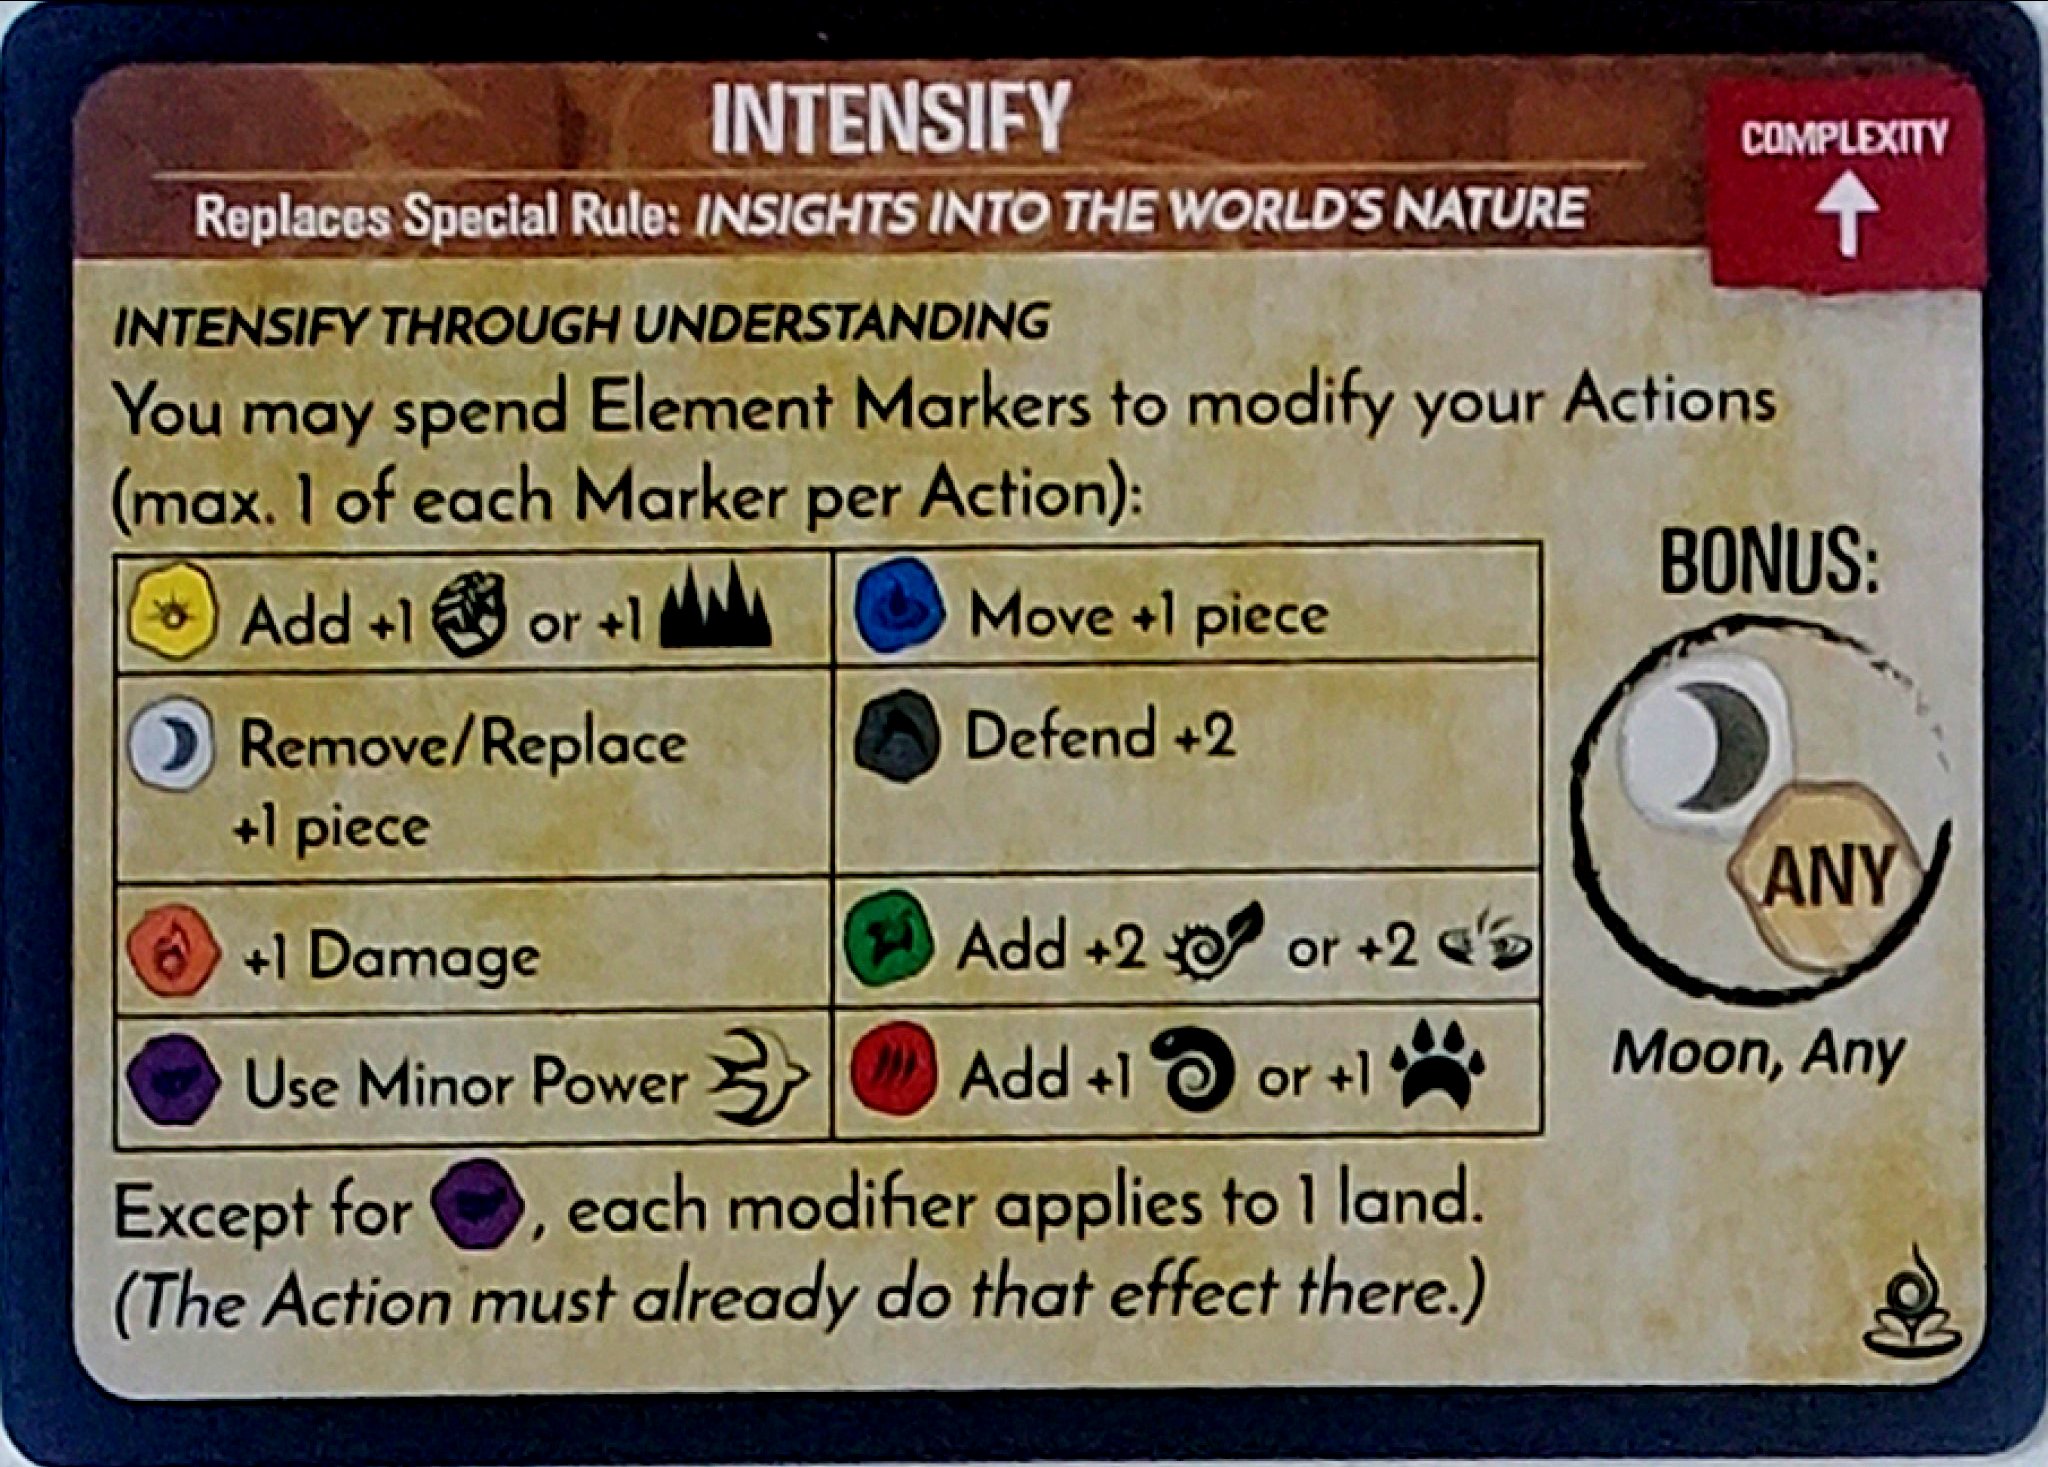 INTENSIFY
COMPLEXITY
Replaces Special Rule: INSIGHTS INTO THE WORLD'S NATURE
INTENSIFY THROUGH UNDERSTANDING
You may spend Element Markers to modify your Actions
(max. 1 of each Marker per Action):
BONUS:
Add +1 or +1
Move +1 piece
Remove/Replace
+1 piece
Defend +2
ANY
+1 Damage
Add +2 or +2
Moon, Any
Use Minor Power
Add +1 or +1
Except for , each modifier applies to 1 land.
(The Action must already do that effect there.)